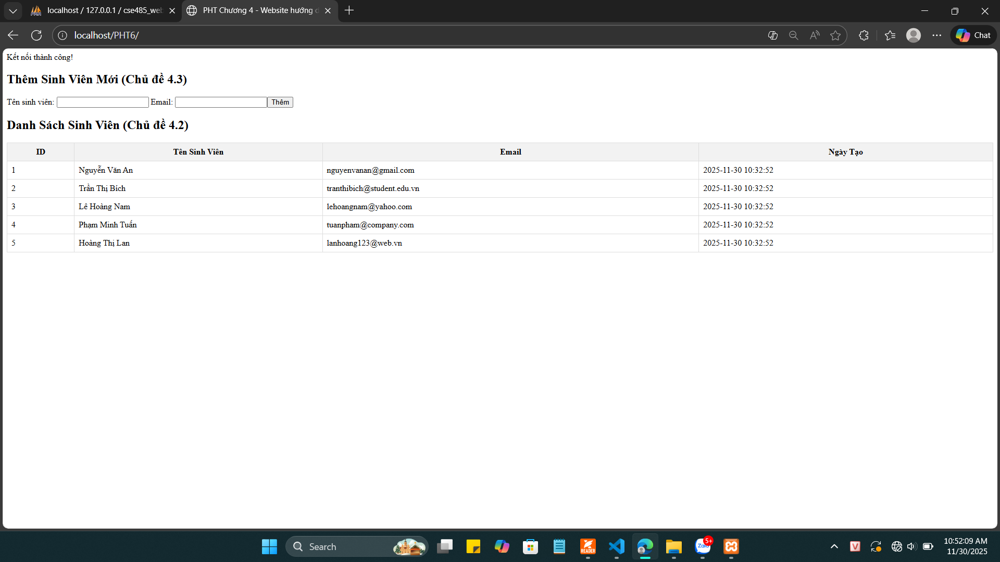 localhost / 127.0.0.1 / cse485_web
PHT Chương 4 - Website hướng d
localhost/PHT6/
Chat
Kết nối thành công!
Thêm Sinh Viên Mới (Chủ đề 4.3)
Tên sinh viên: Email: Thêm
Danh Sách Sinh Viên (Chủ đề 4.2)
ID Tên Sinh Viên Email Ngày Tạo
1 Nguyễn Văn An nguyenvanan@gmail.com 2025-11-30 10:32:52
2 Trần Thị Bích tranthibich@student.edu.vn 2025-11-30 10:32:52
3 Lê Hoàng Nam lehoangnam@yahoo.com 2025-11-30 10:32:52
4 Phạm Minh Tuấn tuanpham@company.com 2025-11-30 10:32:52
5 Hoàng Thị Lan lanhoang123@web.vn 2025-11-30 10:32:52
Search
READER
Zalo
5+
10:52:09 AM
11/30/2025